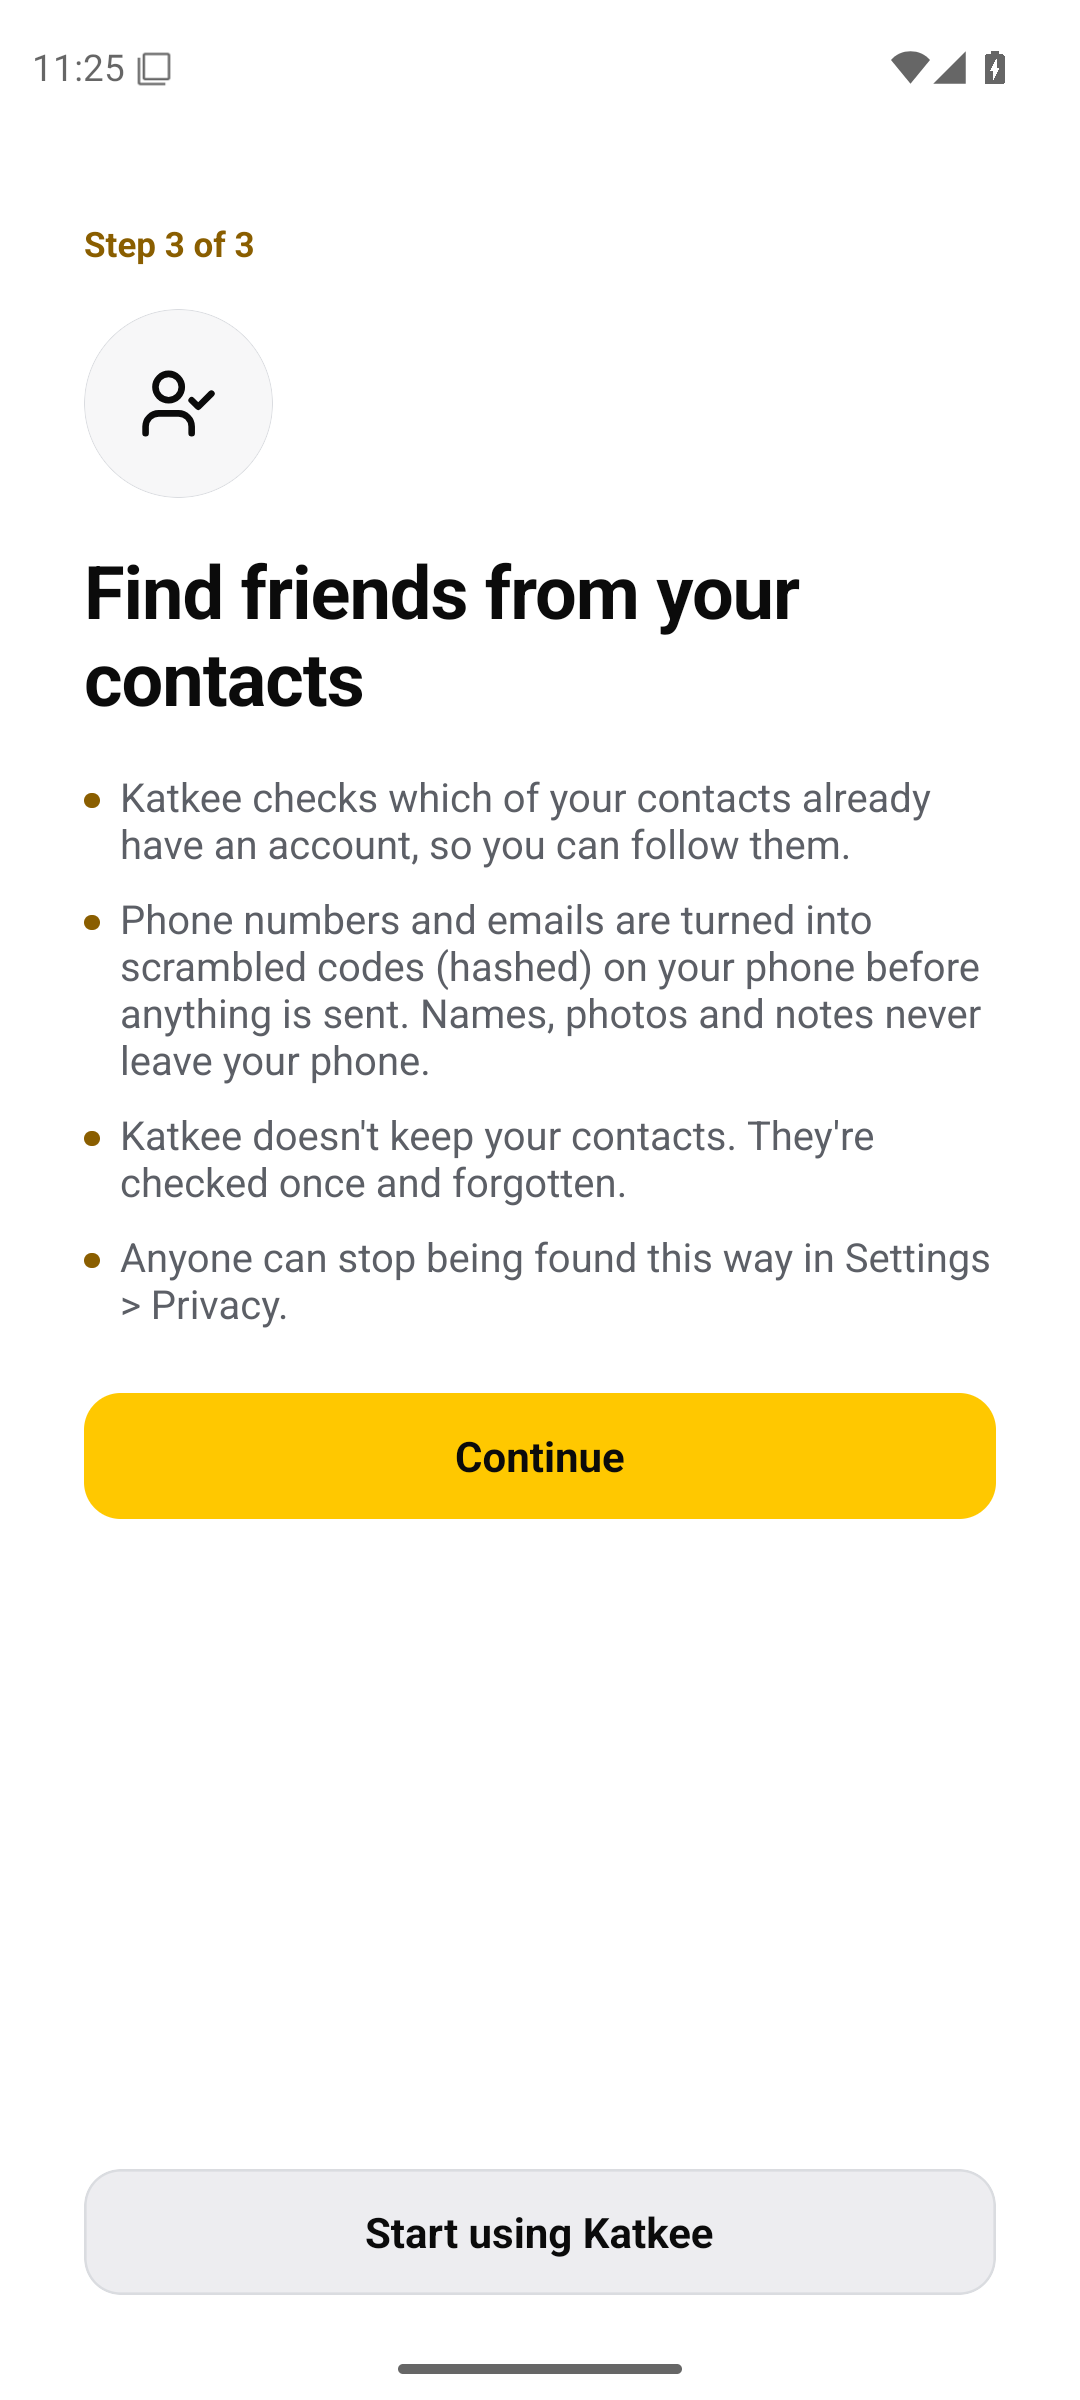 11:25
Step 3 of 3
Find friends from your
contacts
Katkee checks which of your contacts already
have an account, so you can follow them.
Phone numbers and emails are turned into
scrambled codes (hashed) on your phone before
anything is sent. Names, photos and notes never
leave your phone.
Katkee doesn't keep your contacts. They're
checked once and forgotten.
Anyone can stop being found this way in Settings
> Privacy.
Continue
Start using Katkee